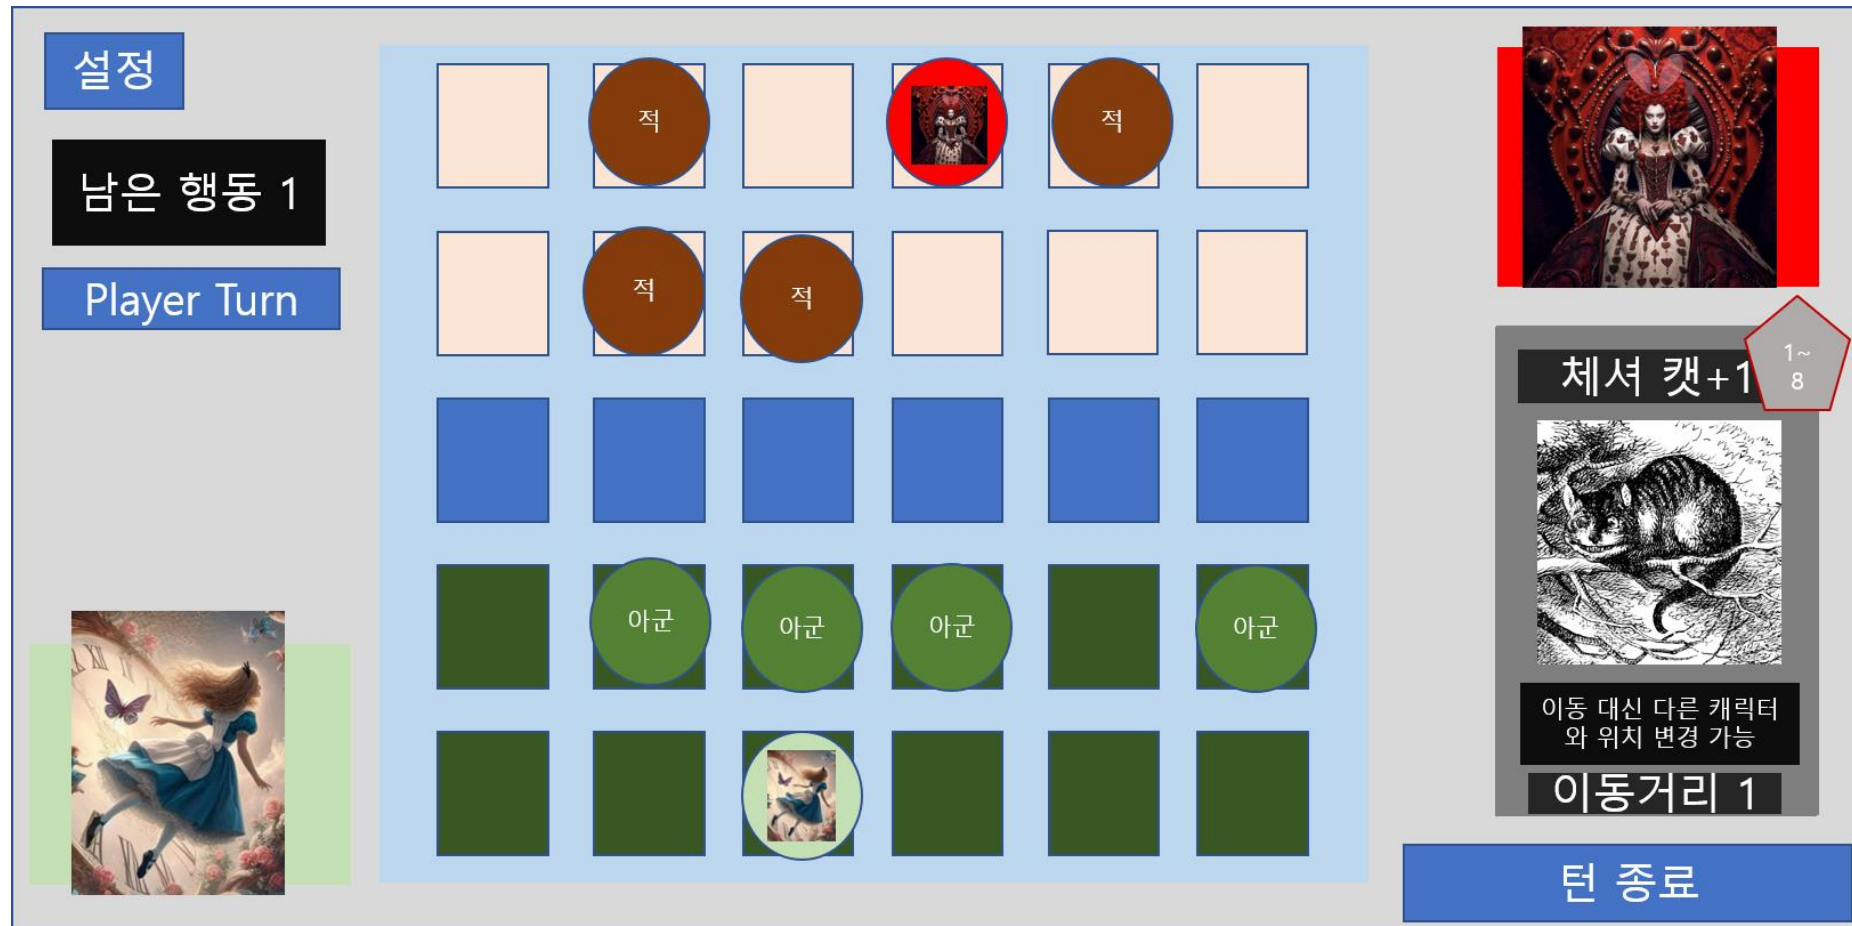 설정
남은 행동 1
Player Turn
적
적
적
적
아군
아군
아군
아군
체셔 캣+1
1~
8
이동 대신 다른 캐릭터
와 위치 변경 가능
이동거리 1
턴 종료